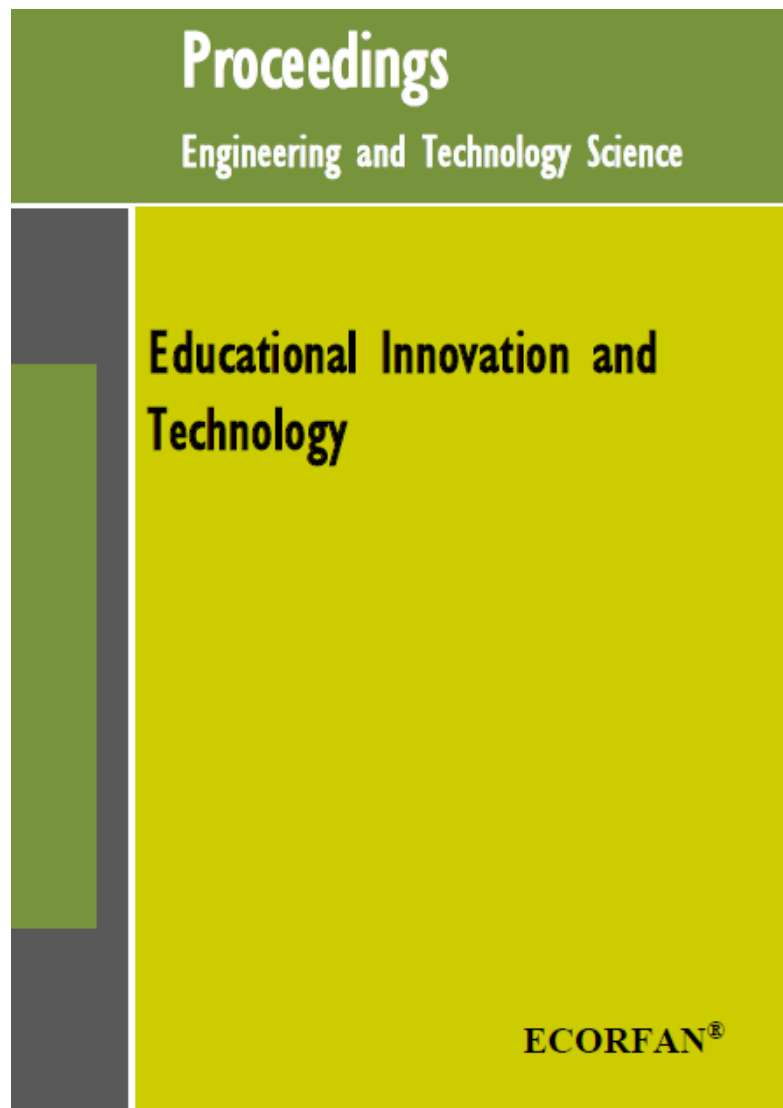 Proceedings
Engineering and Technology Science
Educational Innovation and
Technology
ECORFAN®